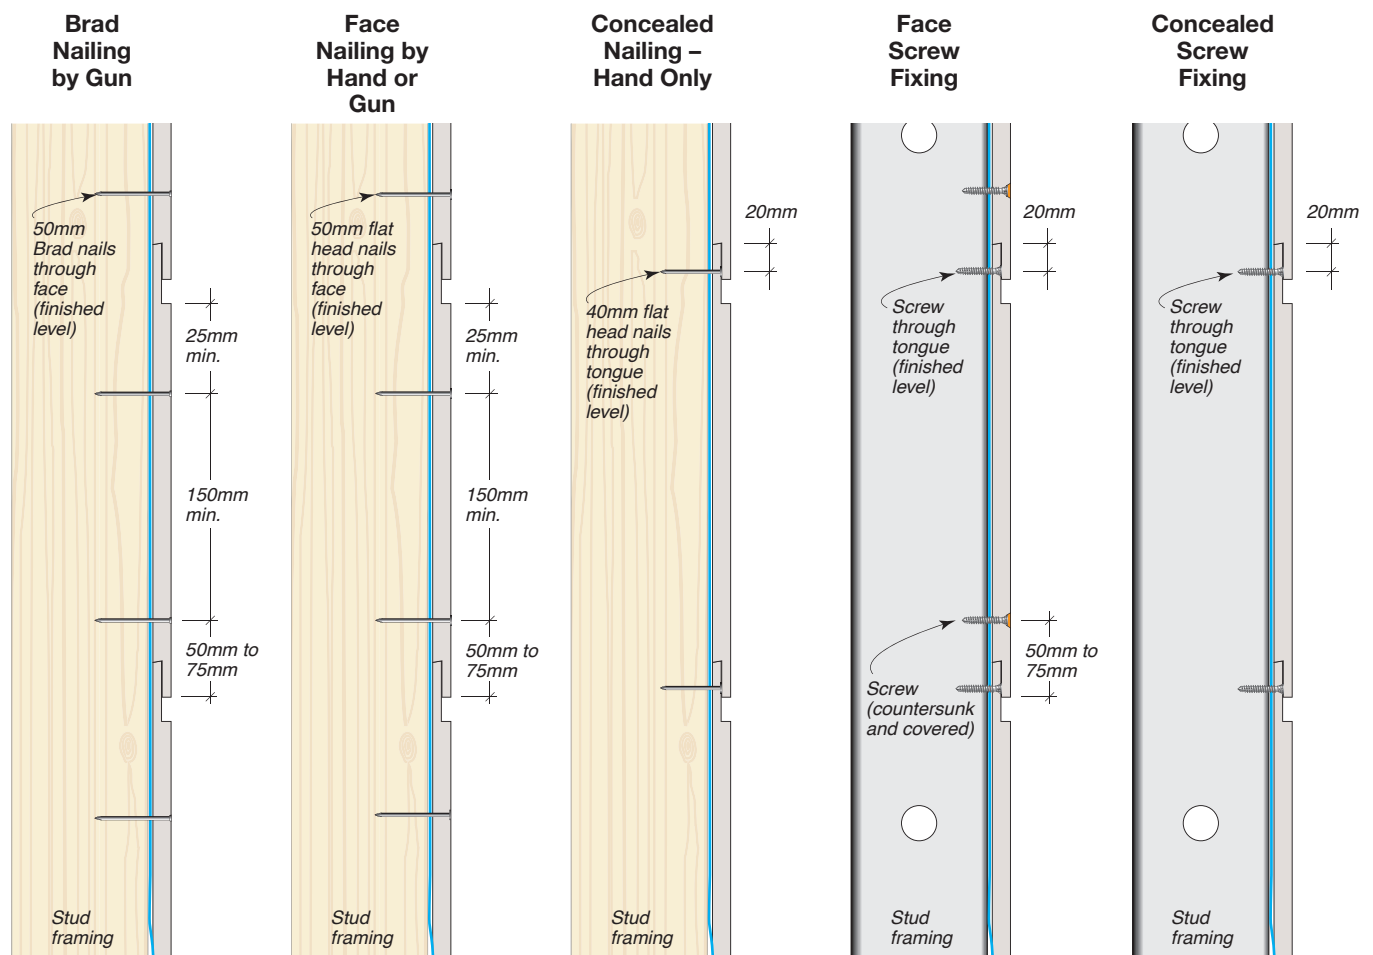 Brad
Nailing
by Gun
50mm
Brad nails
through
face
(finished
level)
25mm
min.
150mm
min.
50mm to
75mm
Stud
framing
Face
Nailing by
Hand or
Gun
50mm flat
head nails
through
face
(finished
level)
25mm
min.
150mm
min.
50mm to
75mm
Stud
framing
Concealed
Nailing –
Hand Only
20mm
40mm flat
head nails
through
tongue
(finished
level)
Stud
framing
Face
Screw
Fixing
20mm
Screw
through
tongue
(finished
level)
50mm to
75mm
Screw
(countersunk
and covered)
Stud
framing
Concealed
Screw
Fixing
20mm
Screw
through
tongue
(finished
level)
Stud
framing